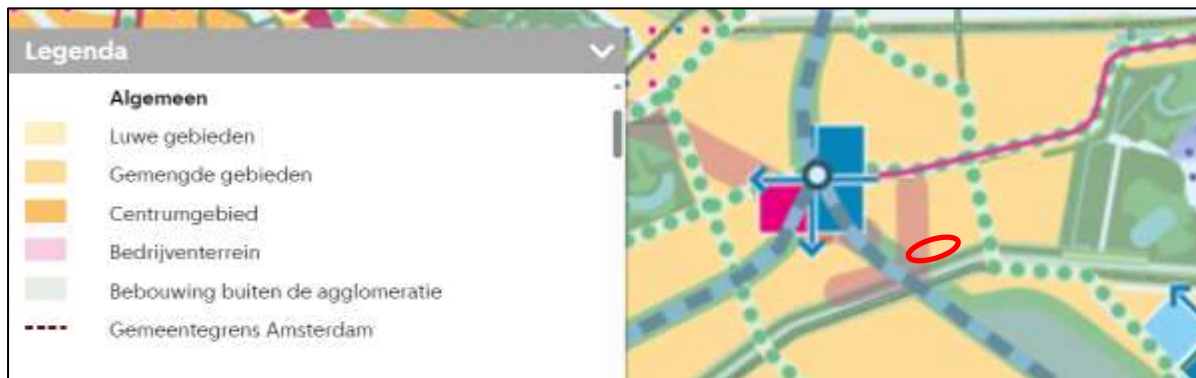 Legenda
Algemeen
Luwe gebieden
Gemengde gebieden
Centrumgebied
Bedrijventerrein
Bebouwing buiten de agglomeratie
Gemeentegrens Amsterdam